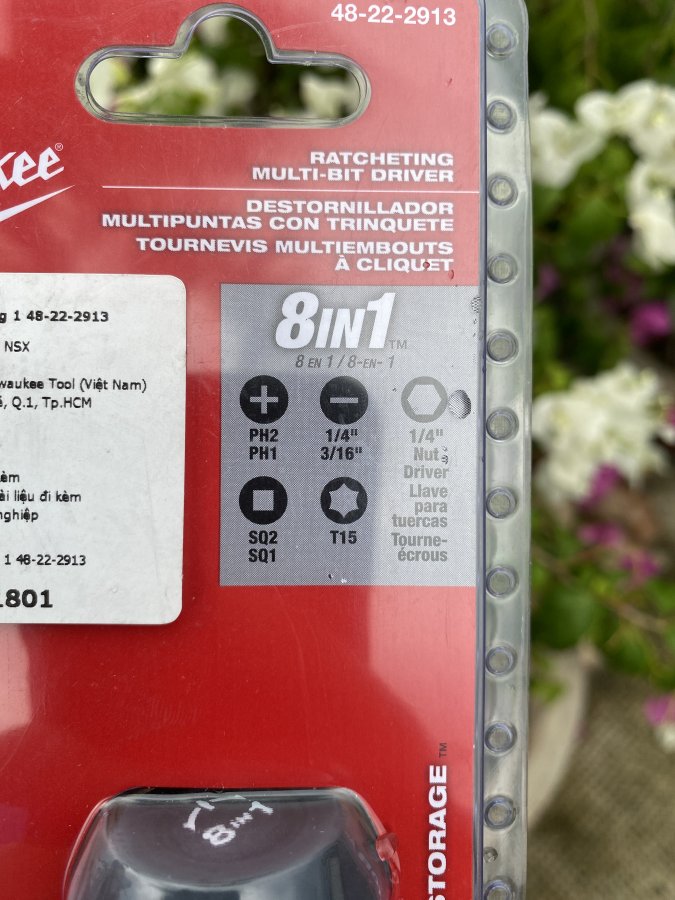 48-22-2913
RATCHETING
MULTI-BIT DRIVER
DESTORNILLADOR
MULTIPUNTAS CON TRINQUETE
TOURNEVIS MULTIEMBOUTS
À CLIQUET
kee®
g 1 48-22-2913
NSX
waukee Tool (Việt Nam)
Q.1, Tp.HCM
kèm
ài liệu đi kèm
nghiệp
1 48-22-2913
1801
8IN1™
8 EN 1 / 8-EN- 1
PH2
PH1
1/4"
3/16"
1/4"
Nut
Driver
Llave
para
tuercas
Tourne-
écrous
SQ2
SQ1
T15
STORAGE™
8IN1